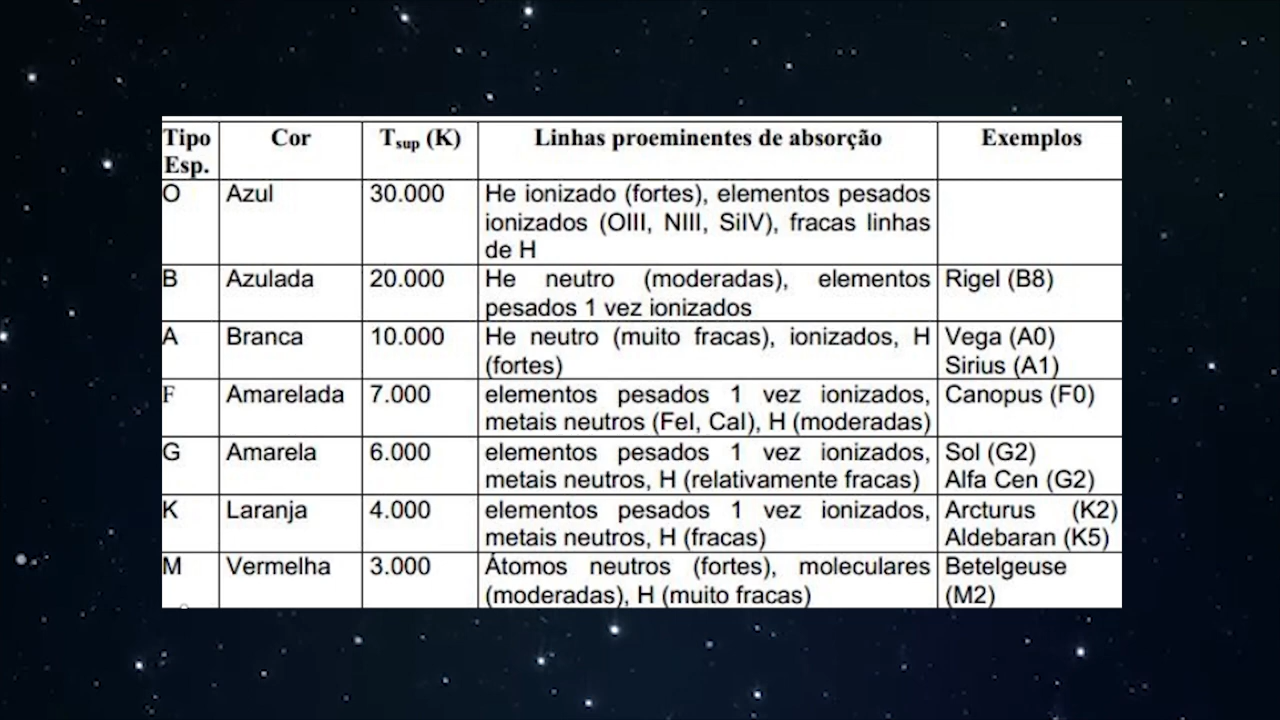 Tipo Esp. Cor Tsup (K) Linhas proeminentes de absorção Exemplos
O Azul 30.000 He ionizado (fortes), elementos pesados
ionizados (OIII, NIII, SiIV), fracas linhas
de H
B Azulada 20.000 He neutro (moderadas), elementos Rigel (B8)
pesados 1 vez ionizados
A Branca 10.000 He neutro (muito fracas), ionizados, H Vega (A0)
(fortes) Sirius (A1)
F Amarelada 7.000 elementos pesados 1 vez ionizados, Canopus (F0)
metais neutros (FeI, CaI), H (moderadas)
G Amarela 6.000 elementos pesados 1 vez ionizados, Sol (G2)
metais neutros, H (relativamente fracas) Alfa Cen (G2)
K Laranja 4.000 elementos pesados 1 vez ionizados, Arcturus (K2)
metais neutros, H (fracas) Aldebaran (K5)
M Vermelha 3.000 Átomos neutros (fortes), moleculares Betelgeuse
(moderadas), H (muito fracas) (M2)